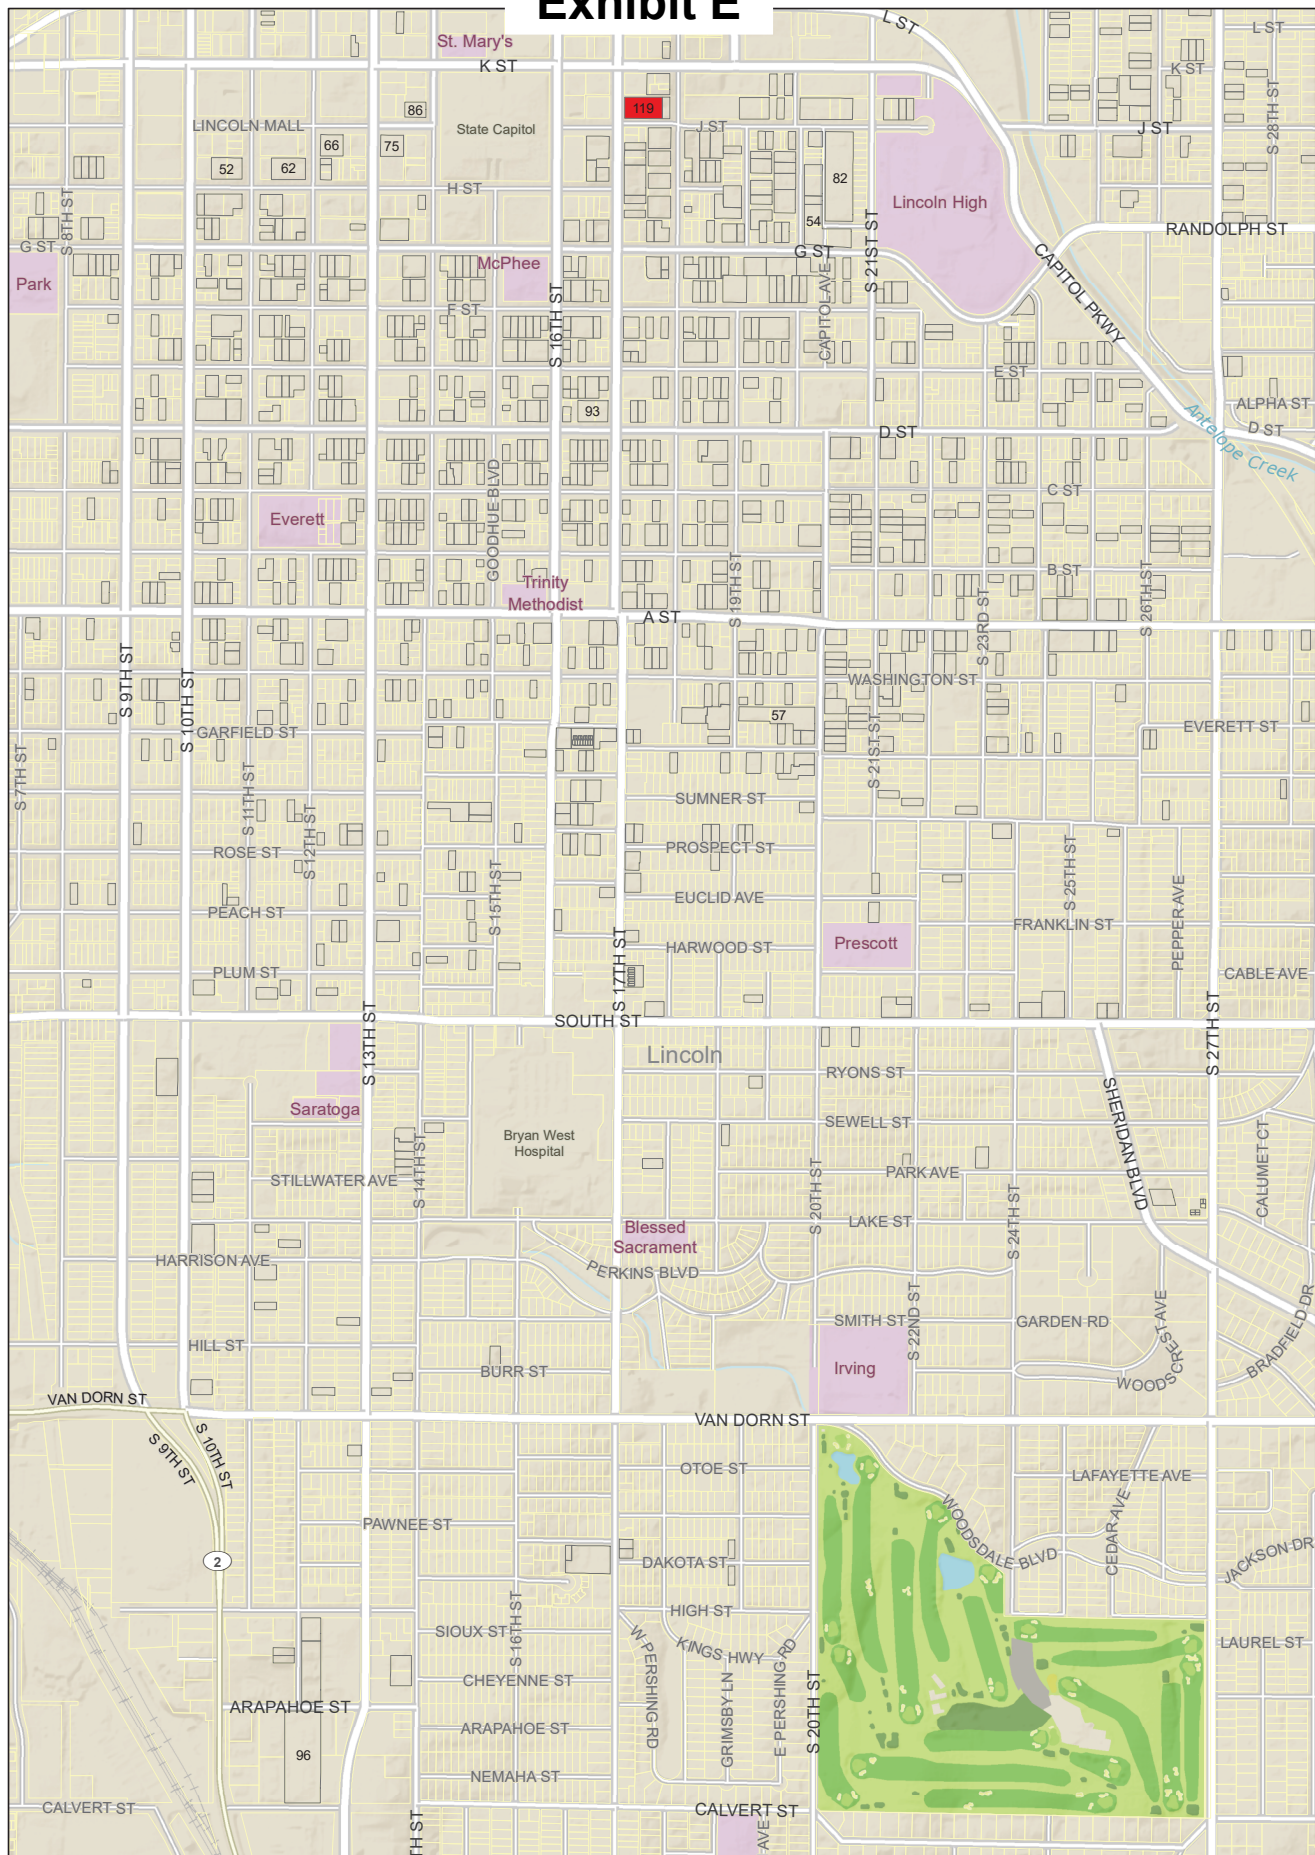 Exhibit E
L ST
St. Mary's
K ST
L ST
K ST
86
119
LINCOLN MALL
State Capitol
J ST
J ST
S 28TH ST
66
75
52
62
82
H ST
Lincoln High
S 8TH ST
54
G ST
G ST
S 21ST ST
RANDOLPH ST
CAPITOL PKWY
McPhee
Park
F ST
S 16TH ST
CAPITOL AVE
E ST
93
ALPHA ST
D ST
D ST
Antelope Creek
GOODHUE BLVD
C ST
Everett
B ST
S 19TH ST
S 26TH ST
Trinity
Methodist
A ST
S 23RD ST
S 9TH ST
S 10TH ST
WASHINGTON ST
57
GARFIELD ST
EVERETT ST
S 7TH ST
S 21ST ST
S 11TH ST
SUMNER ST
S 12TH ST
ROSE ST
PROSPECT ST
S 25TH ST
S 15TH ST
EUCLID AVE
PEPPER AVE
PEACH ST
FRANKLIN ST
HARWOOD ST
Prescott
S 17TH ST
PLUM ST
CABLE AVE
S 13TH ST
SOUTH ST
S 27TH ST
Lincoln
RYONS ST
SHERIDAN BLVD
Saratoga
SEWELL ST
Bryan West
Hospital
CALUMET CT
S 14TH ST
STILLWATER AVE
PARK AVE
S 20TH ST
S 24TH ST
LAKE ST
Blessed
Sacrament
HARRISON AVE
PERKINS BLVD
S 22ND ST
SMITH ST
GARDEN RD
WOODSCREST AVE
BRADFIELD DR
HILL ST
BURR ST
Irving
VAN DORN ST
VAN DORN ST
S 9TH ST
S 10TH ST
OTOE ST
LAFAYETTE AVE
WOODSDALE BLVD
CEDAR AVE
PAWNEE ST
2
DAKOTA ST
JACKSON DR
S 16TH ST
HIGH ST
SIOUX ST
W PERSHING RD
KINGS HWY
E PERSHING RD
LAUREL ST
CHEYENNE ST
GRIMSBY LN
S 20TH ST
ARAPAHOE ST
ARAPAHOE ST
96
NEMAHA ST
CALVERT ST
CALVERT ST
TH ST
AVE